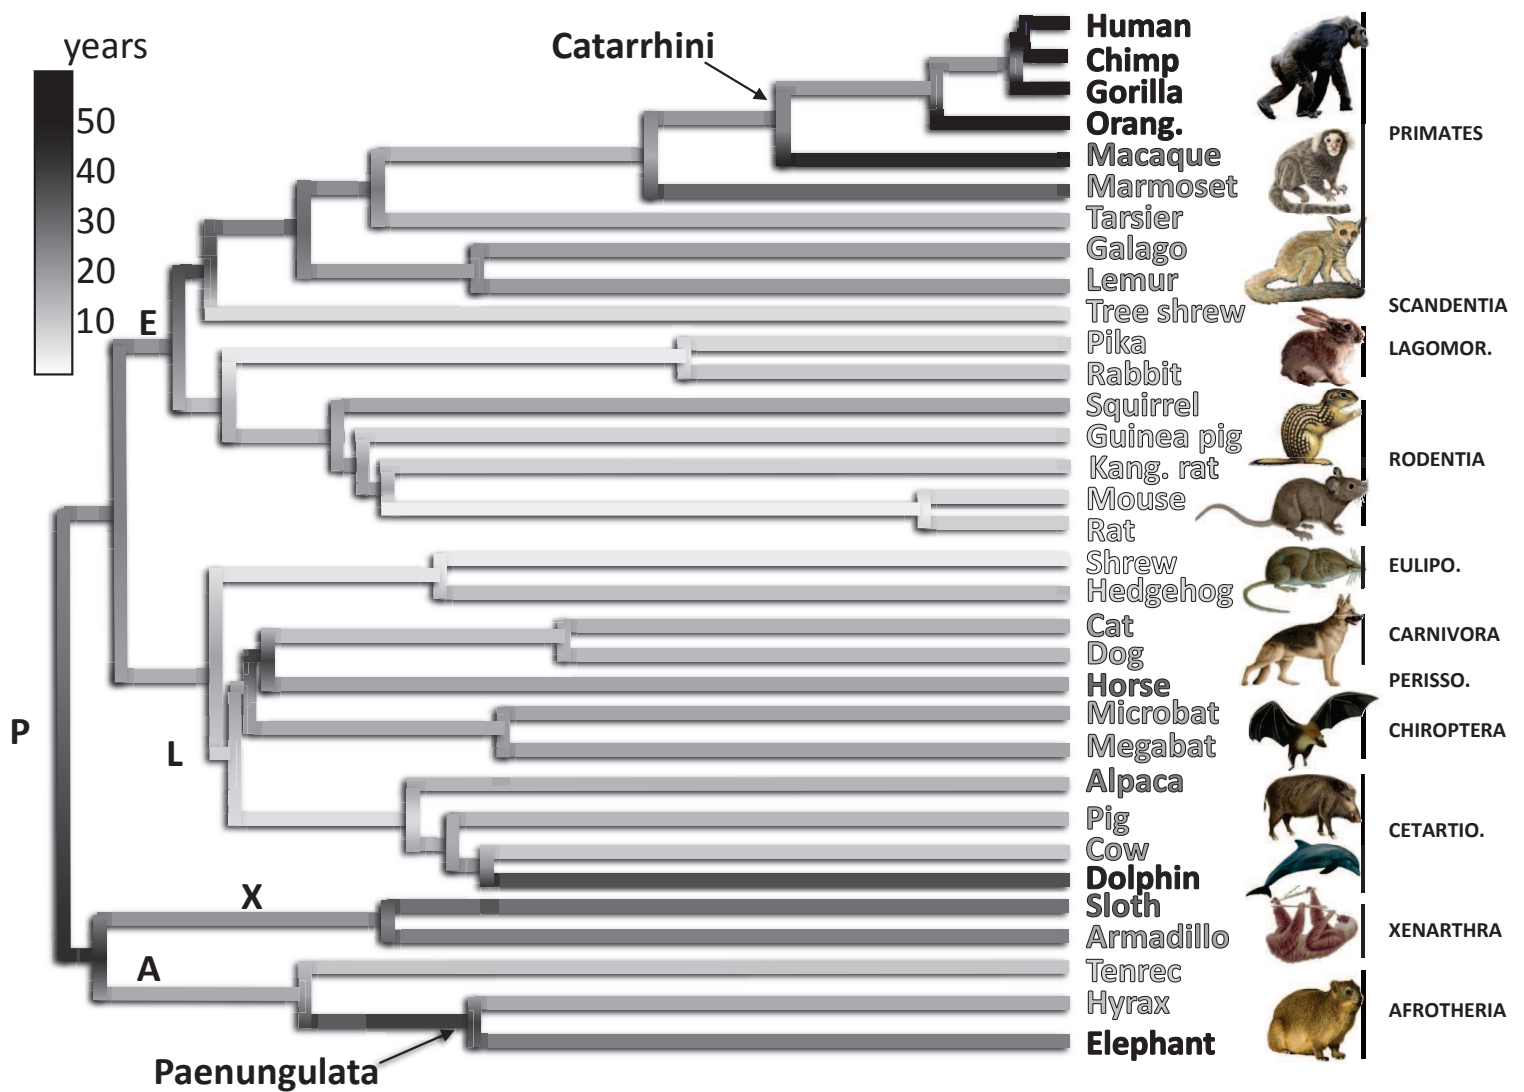 years
50
40
30
20
10
Catarrhini
Human
Chimp
Gorilla
Orang.
Macaque
Marmoset
Tarsier
Galago
Lemur
Tree shrew
Pika
Rabbit
Squirrel
Guinea pig
Kang. rat
Mouse
Rat
Shrew
Hedgehog
Cat
Dog
Horse
Microbat
Megabat
Alpaca
Pig
Cow
Dolphin
Sloth
Armadillo
Tenrec
Hyrax
Elephant
PRIMATES
SCANDENTIA
LAGOMOR.
RODENTIA
EULIPO.
CARNIVORA
PERISSO.
CHIROPTERA
CETARTIO.
XENARTHRA
AFROTHERIA
E
P
L
X
A
Paenungulata